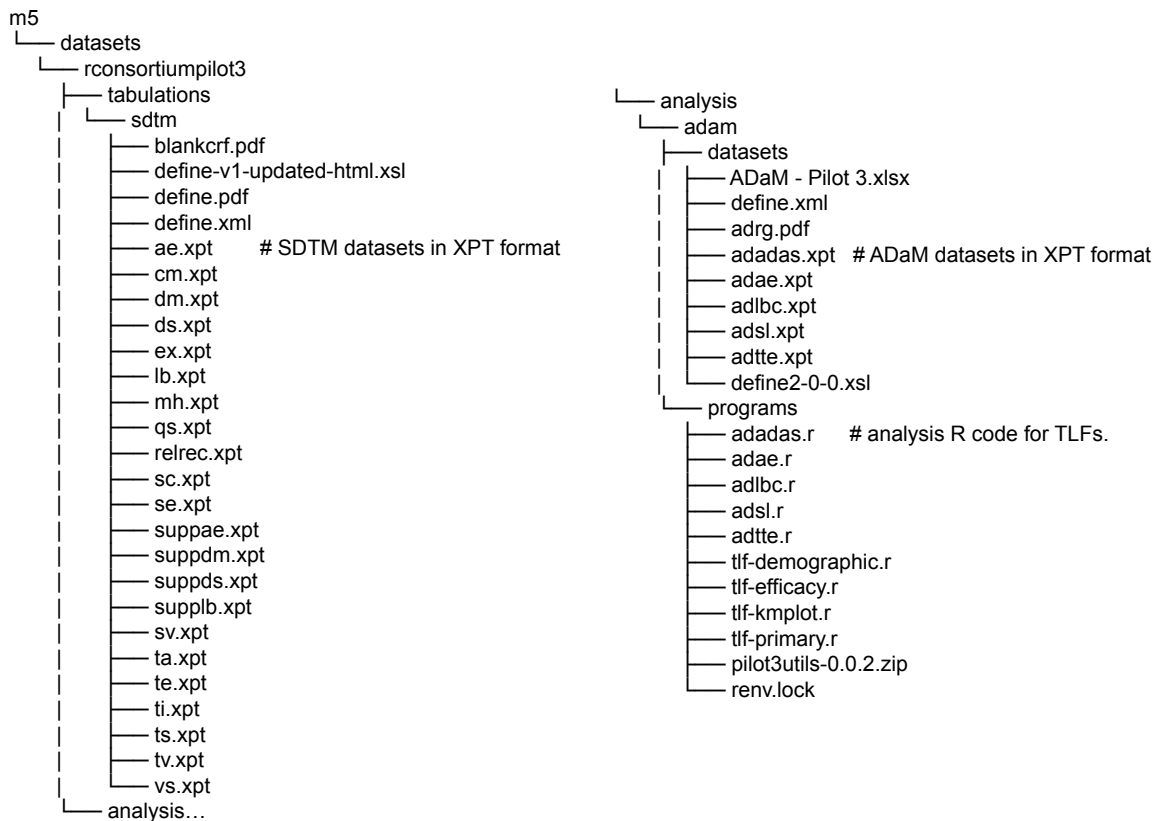 m5
datasets
rconsortiumpilot3
tabulations
sdtm
blankcrf.pdf
define-v1-updated-html.xsl
define.pdf
define.xml
ae.xpt # SDTM datasets in XPT format
cm.xpt
dm.xpt
ds.xpt
ex.xpt
lb.xpt
mh.xpt
qs.xpt
relrec.xpt
sc.xpt
se.xpt
suppae.xpt
suppdm.xpt
suppds.xpt
supplb.xpt
sv.xpt
ta.xpt
te.xpt
ti.xpt
ts.xpt
tv.xpt
vs.xpt
analysis…
analysis
adam
datasets
ADaM - Pilot 3.xlsx
define.xml
adrg.pdf
adadas.xpt # ADaM datasets in XPT format
adae.xpt
adlbc.xpt
adsl.xpt
adtte.xpt
define2-0-0.xsl
programs
adadas.r # analysis R code for TLFs.
adae.r
adlbc.r
adsl.r
adtte.r
tlf-demographic.r
tlf-efficacy.r
tlf-kmplot.r
tlf-primary.r
pilot3utils-0.0.2.zip
renv.lock